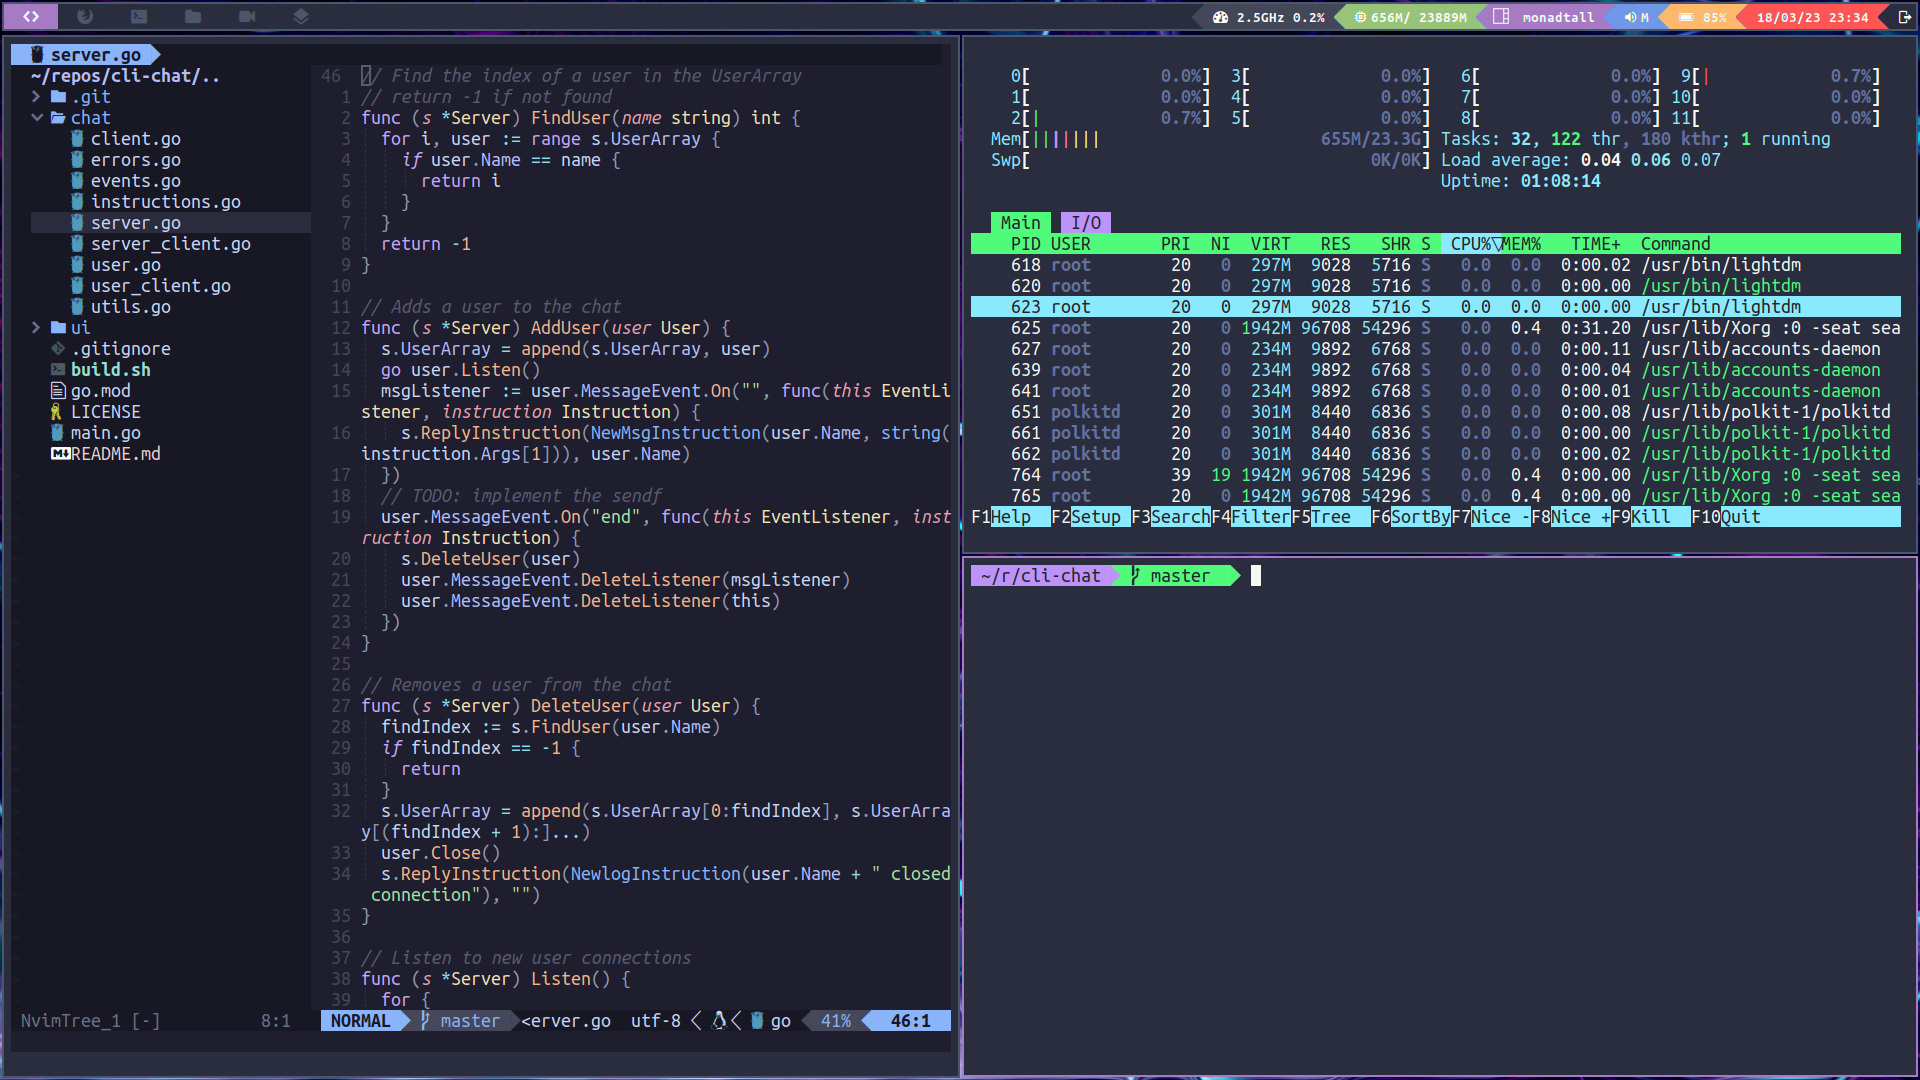 2.5GHz 0.2%
656M/ 23889M
monadtall
M
85%
18/03/23 23:34
server.go
~/repos/cli-chat/..
.git
chat
client.go
errors.go
events.go
instructions.go
server.go
server_client.go
user.go
user_client.go
utils.go
ui
.gitignore
build.sh
go.mod
LICENSE
main.go
README.md
NvimTree_1 [-] 8:1
46 // Find the index of a user in the UserArray
1 // return -1 if not found
2 func (s *Server) FindUser(name string) int {
3 for i, user := range s.UserArray {
4 if user.Name == name {
5 return i
6 }
7 }
8 return -1
9 }
10
11 // Adds a user to the chat
12 func (s *Server) AddUser(user User) {
13 s.UserArray = append(s.UserArray, user)
14 go user.Listen()
15 msgListener := user.MessageEvent.On("", func(this EventLi
stener, instruction Instruction) {
16 s.ReplyInstruction(NewMsgInstruction(user.Name, string(
instruction.Args[1])), user.Name)
17 })
18 // TODO: implement the sendf
19 user.MessageEvent.On("end", func(this EventListener, inst
ruction Instruction) {
20 s.DeleteUser(user)
21 user.MessageEvent.DeleteListener(msgListener)
22 user.MessageEvent.DeleteListener(this)
23 })
24 }
25
26 // Removes a user from the chat
27 func (s *Server) DeleteUser(user User) {
28 findIndex := s.FindUser(user.Name)
29 if findIndex == -1 {
30 return
31 }
32 s.UserArray = append(s.UserArray[0:findIndex], s.UserArra
y[(findIndex + 1):]...)
33 user.Close()
34 s.ReplyInstruction(NewlogInstruction(user.Name + " closed
connection"), "")
35 }
36
37 // Listen to new user connections
38 func (s *Server) Listen() {
39 for {
NORMAL master <erver.go utf-8 < < go 41% 46:1
0[ 0.0%] 3[ 0.0%] 6[ 0.0%] 9[| 0.7%]
1[ 0.0%] 4[ 0.0%] 7[ 0.0%] 10[ 0.0%]
2[| 0.7%] 5[ 0.0%] 8[ 0.0%] 11[ 0.0%]
Mem[||||||| 655M/23.3G] Tasks: 32, 122 thr, 180 kthr; 1 running
Swp[ 0K/0K] Load average: 0.04 0.06 0.07
Uptime: 01:08:14
Main I/O
PID USER PRI NI VIRT RES SHR S CPU%▽MEM% TIME+ Command
618 root 20 0 297M 9028 5716 S 0.0 0.0 0:00.02 /usr/bin/lightdm
620 root 20 0 297M 9028 5716 S 0.0 0.0 0:00.00 /usr/bin/lightdm
623 root 20 0 297M 9028 5716 S 0.0 0.0 0:00.00 /usr/bin/lightdm
625 root 20 0 1942M 96708 54296 S 0.0 0.4 0:31.20 /usr/lib/Xorg :0 -seat sea
627 root 20 0 234M 9892 6768 S 0.0 0.0 0:00.11 /usr/lib/accounts-daemon
639 root 20 0 234M 9892 6768 S 0.0 0.0 0:00.04 /usr/lib/accounts-daemon
641 root 20 0 234M 9892 6768 S 0.0 0.0 0:00.01 /usr/lib/accounts-daemon
651 polkitd 20 0 301M 8440 6836 S 0.0 0.0 0:00.08 /usr/lib/polkit-1/polkitd
661 polkitd 20 0 301M 8440 6836 S 0.0 0.0 0:00.00 /usr/lib/polkit-1/polkitd
662 polkitd 20 0 301M 8440 6836 S 0.0 0.0 0:00.02 /usr/lib/polkit-1/polkitd
764 root 39 19 1942M 96708 54296 S 0.0 0.4 0:00.00 /usr/lib/Xorg :0 -seat sea
765 root 20 0 1942M 96708 54296 S 0.0 0.4 0:00.00 /usr/lib/Xorg :0 -seat sea
F1Help F2Setup F3SearchF4FilterF5Tree F6SortByF7Nice -F8Nice +F9Kill F10Quit
~/r/cli-chat master